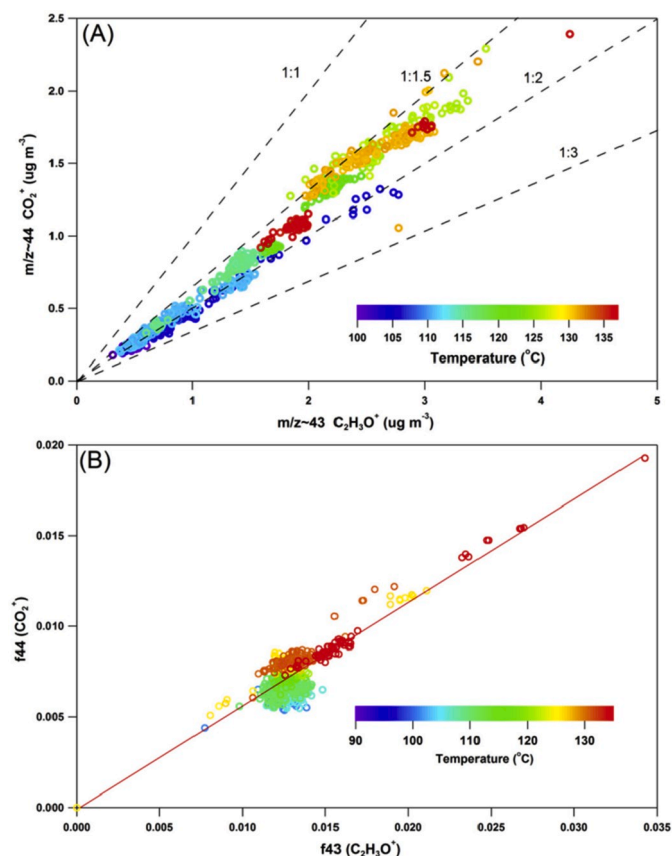 (A)
2.5
2.0
1.5
1.0
0.5
0.0
m/z~44 CO₂⁺ (ug m⁻³)
1:1
1:1.5
1:2
1:3
100 105 110 115 120 125 130 135
Temperature (°C)
0 1 2 3 4 5
m/z~43 C₂H₃O⁺ (ug m⁻³)
(B)
0.020
0.015
0.010
0.005
0.000
f44 (CO₂⁺)
90 100 110 120 130
Temperature (°C)
0.000 0.005 0.010 0.015 0.020 0.025 0.030 0.035
f43 (C₂H₃O⁺)